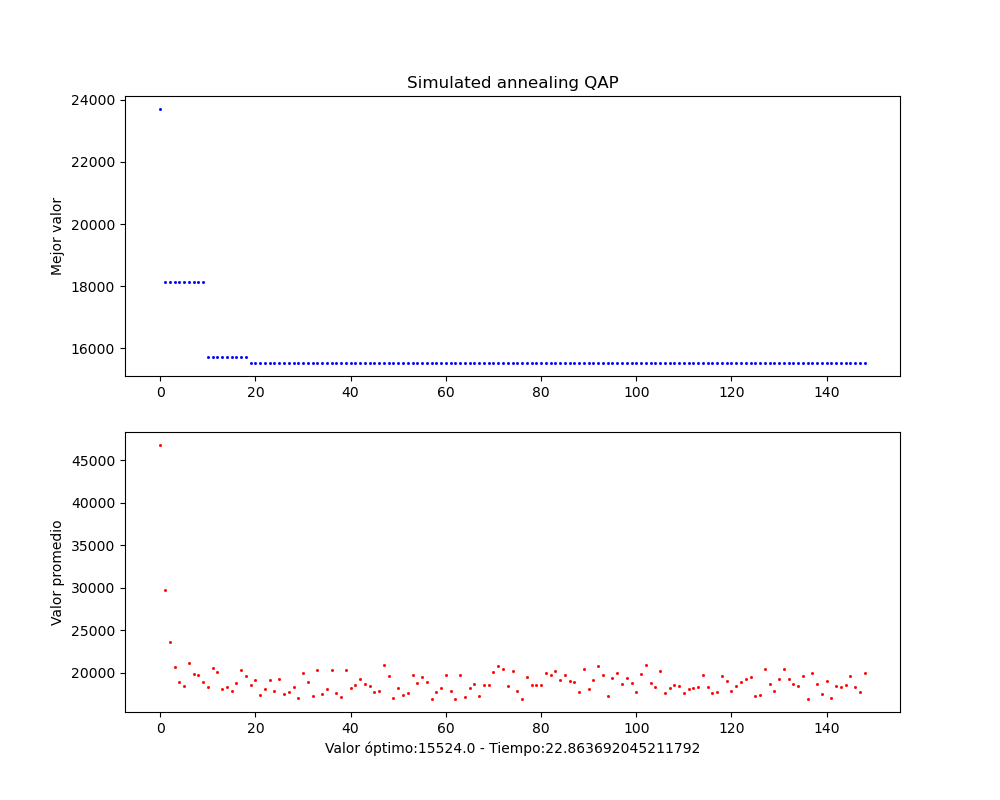 Simulated annealing QAP
Mejor valor
24000
22000
20000
18000
16000
0 20 40 60 80 100 120 140
Valor promedio
45000
40000
35000
30000
25000
20000
0 20 40 60 80 100 120 140
Valor óptimo:15524.0 - Tiempo:22.863692045211792